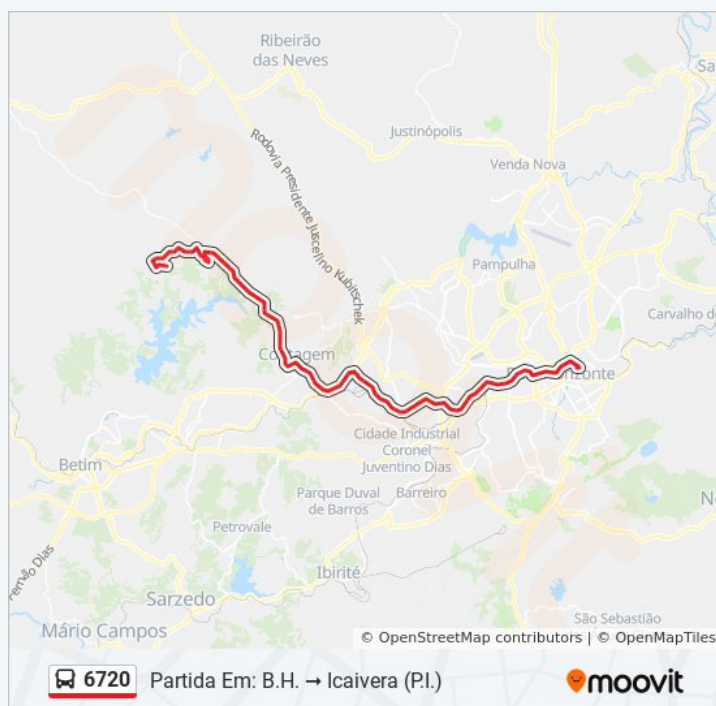 Ribeirão
das Neves
Justinópolis
Venda Nova
Rodovia Presidente Juscelino Kubitschek
Pampulha
Carvalho de
Contagem
Cidade Industrial
Coronel
Juventino Dias
Betim
Parque Duval
de Barros
Barreiro
Petrovale
Ibirité
Sarzedo
Mário Campos
São Sebastião
© OpenStreetMap contributors | © OpenMapTiles
6720 Partida Em: B.H. → Icaivera (P.I.)
moovit